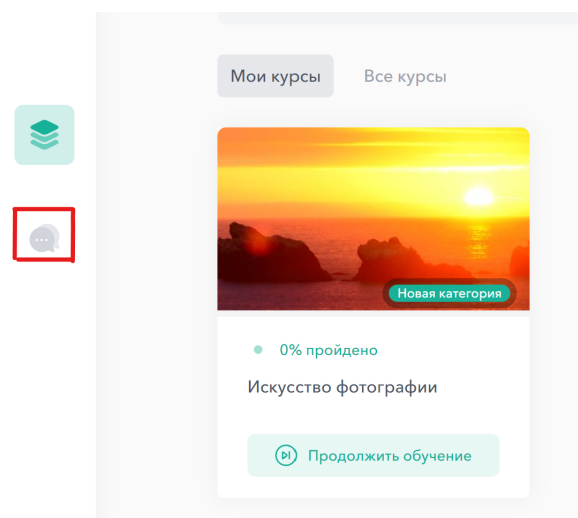 Мои курсы
Все курсы
Новая категория
0% пройдено
Искусство фотографии
Продолжить обучение